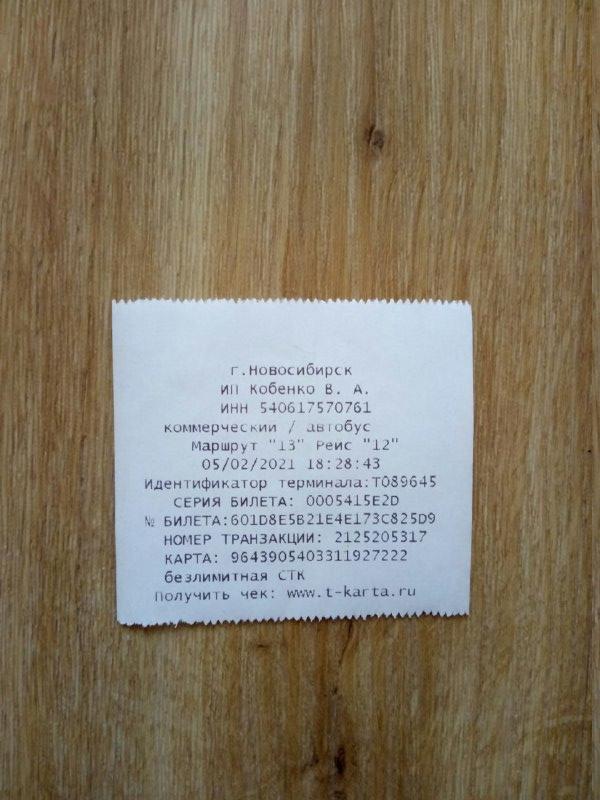 г.Новосибирск
ИП Кобенко В. А.
ИНН 540617570761
коммерческий / автобус
Маршрут "13" Рейс "12"
05/02/2021 18:28:43
Идентификатор терминала:T089645
СЕРИЯ БИЛЕТА: 0005415E2D
№ БИЛЕТА:601D8E5B21E4E173C825D9
НОМЕР ТРАНЗАКЦИИ: 2125205317
КАРТА: 9643905403311927222
безлимитная СТК
Получить чек: www.t-karta.ru